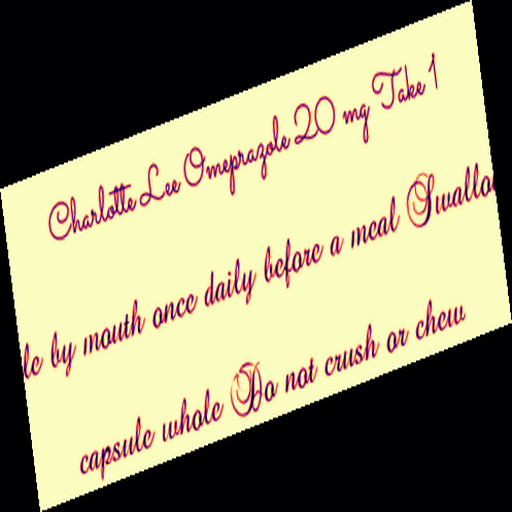 Charlotte Lee Omeprazole 20 mg Take 1
le by mouth once daily before a meal Swallo
capsule whole Do not crush or chew